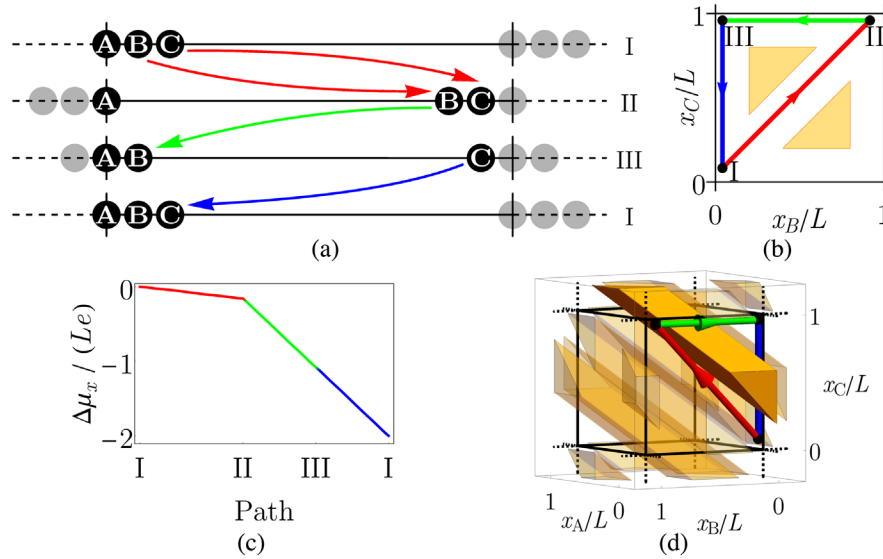 A B C I
A B C II
A B C III
A B C I
(a)
1
III II
x_C/L
I
0
0 x_B/L 1
(b)
0
-1
-2
Δμ_x / (Le)
I II III I
Path
(c)
1
x_C/L
0
1 0 1 0
x_A/L x_B/L
(d)